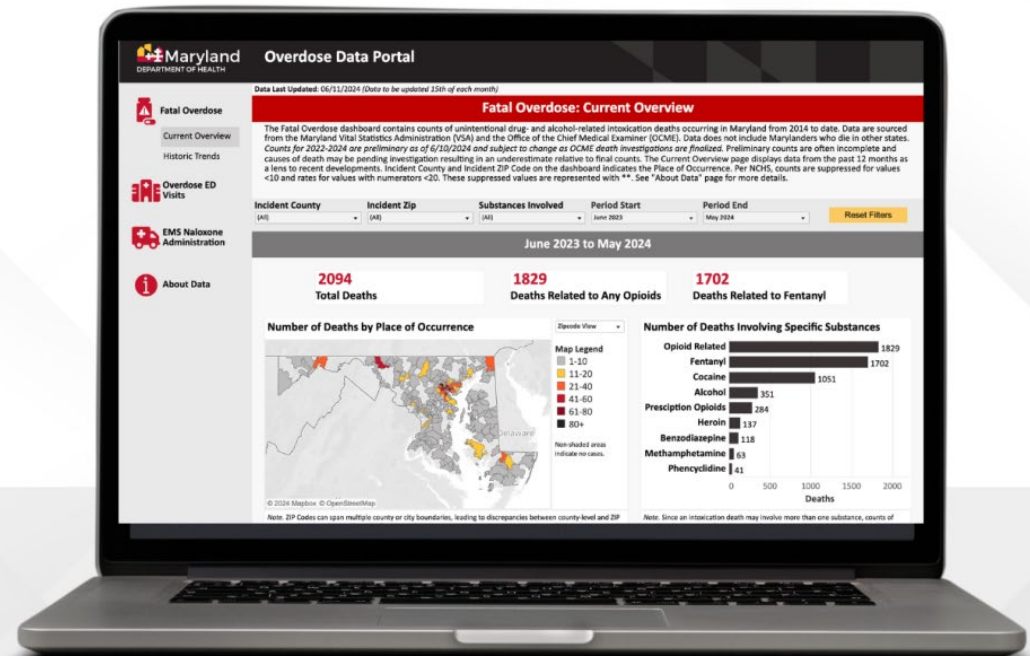 Maryland
DEPARTMENT OF HEALTH
Overdose Data Portal
Data Last Updated: 06/11/2024 (Data to be updated 15th of each month)
Fatal Overdose
Current Overview
Historic Trends
Overdose ED
Visits
EMS Naloxone
Administration
About Data
Fatal Overdose: Current Overview
The Fatal Overdose dashboard contains counts of unintentional drug- and alcohol-related intoxication deaths occurring in Maryland from 2014 to date. Data are sourced
from the Maryland Vital Statistics Administration (VSA) and the Office of the Chief Medical Examiner (OCME). Data does not include Marylanders who die in other states.
Counts for 2022-2024 are preliminary as of 6/10/2024 and subject to change as OCME death investigations are finalized. Preliminary counts are often incomplete and
causes of death may be pending investigation resulting in an underestimate relative to final counts. The Current Overview page displays data from the past 12 months as
a lens to recent developments. Incident County and Incident ZIP Code on the dashboard indicates the Place of Occurrence. Per NCHS, counts are suppressed for values
<10 and rates for values with numerators <20. These suppressed values are represented with **. See "About Data" page for more details.
Incident County Incident Zip Substances Involved Period Start Period End
(All) (All) (All) June 2023 May 2024
Reset Filters
June 2023 to May 2024
2094
Total Deaths
1829
Deaths Related to Any Opioids
1702
Deaths Related to Fentanyl
Number of Deaths by Place of Occurrence
Zipcode View
Map Legend
1-10
11-20
21-40
41-60
61-80
80+
Non-shaded areas
indicate no cases.
Delaware
© 2024 Mapbox © OpenStreetMap
Note. ZIP Codes can span multiple county or city boundaries, leading to discrepancies between county-level and ZIP
Number of Deaths Involving Specific Substances
Opioid Related 1829
Fentanyl 1702
Cocaine 1051
Alcohol 351
Presciption Opioids 284
Heroin 137
Benzodiazepine 118
Methamphetamine 63
Phencyclidine 41
0 500 1000 1500 2000
Deaths
Note. Since an intoxication death may involve more than one substance, counts of